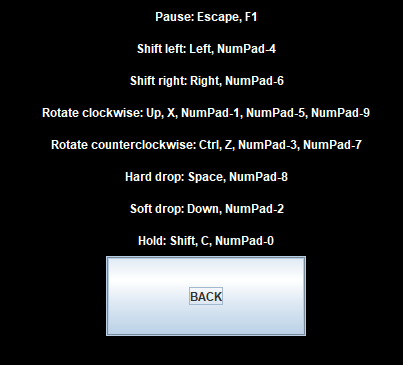 Pause: Escape, F1
Shift left: Left, NumPad-4
Shift right: Right, NumPad-6
Rotate clockwise: Up, X, NumPad-1, NumPad-5, NumPad-9
Rotate counterclockwise: Ctrl, Z, NumPad-3, NumPad-7
Hard drop: Space, NumPad-8
Soft drop: Down, NumPad-2
Hold: Shift, C, NumPad-0
BACK